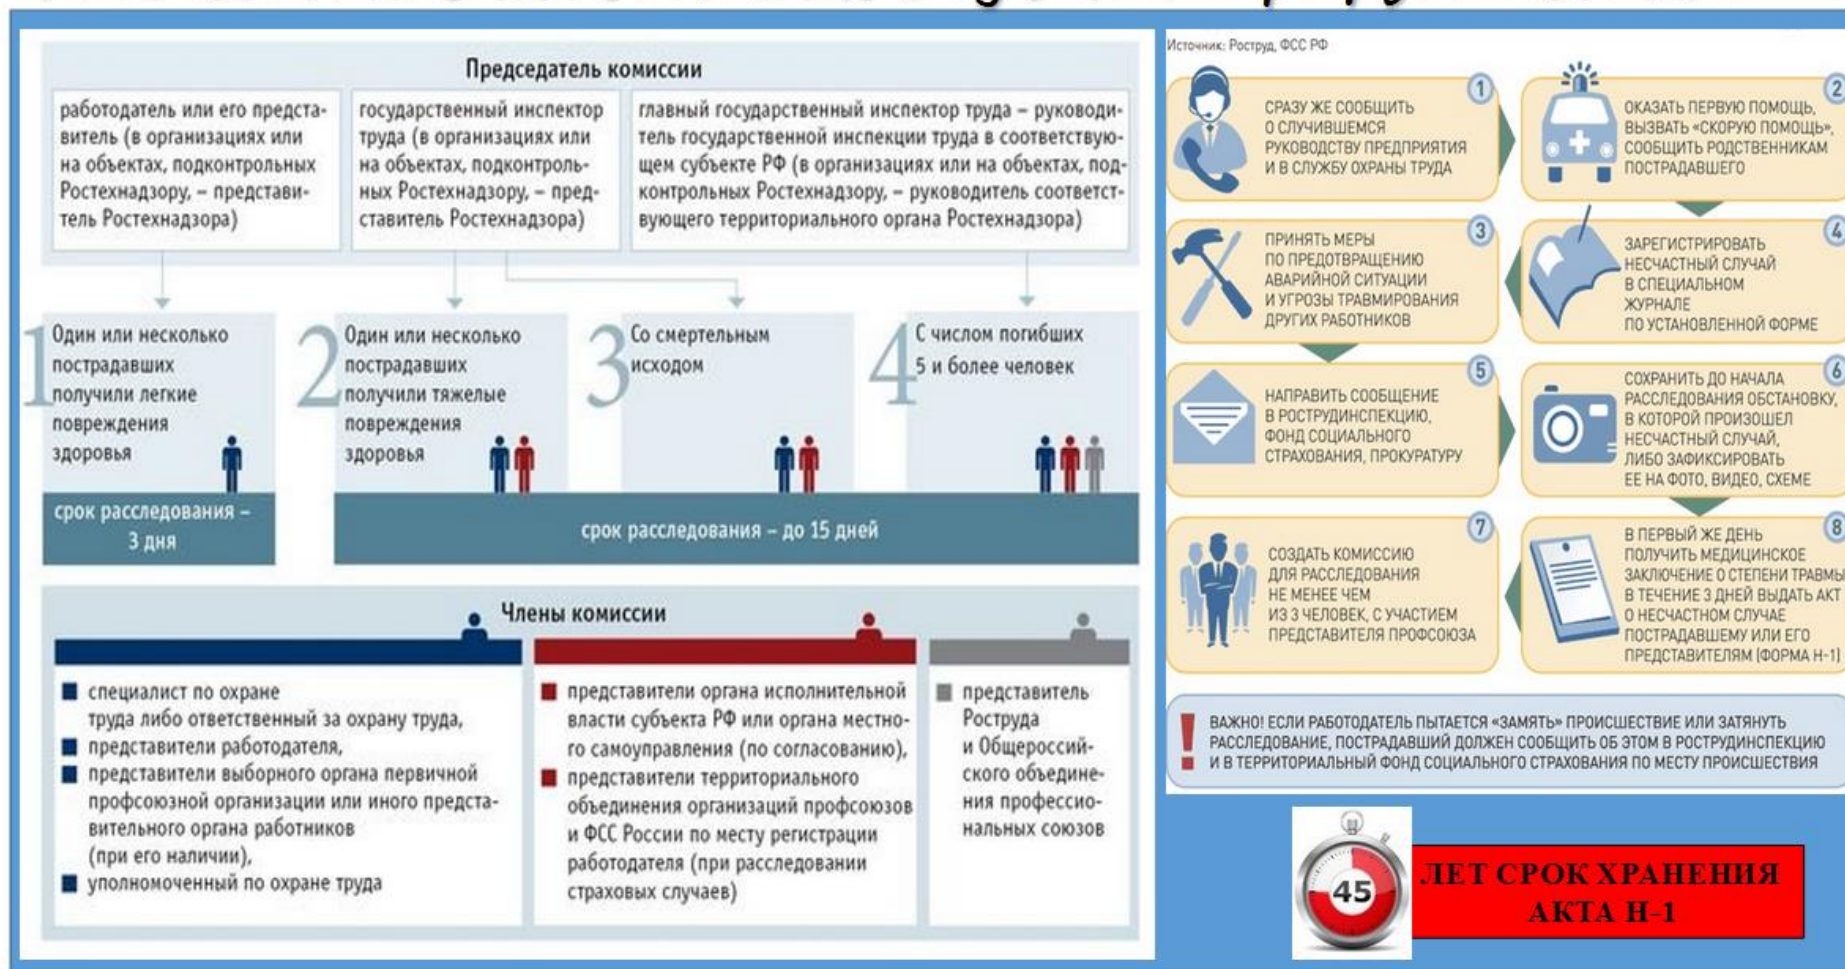 Председатель комиссии
работодатель или его предста-
витель (в организациях или
на объектах, подконтрольных
Ростехнадзору, – представи-
тель Ростехнадзора)
государственный инспектор
труда (в организациях или
на объектах, подконтроль-
ных Ростехнадзору, – пред-
ставитель Ростехнадзора)
главный государственный инспектор труда – руководи-
тель государственной инспекции труда в соответствую-
щем субъекте РФ (в организациях или на объектах, под-
контрольных Ростехнадзору, – руководитель соответст-
вующего территориального органа Ростехнадзора)
1
Один или несколько
пострадавших
получили легкие
повреждения
здоровья
2
Один или несколько
пострадавших
получили тяжелые
повреждения
здоровья
3
Со смертельным
исходом
4
С числом погибших
5 и более человек
срок расследования –
3 дня
срок расследования – до 15 дней
Члены комиссии
специалист по охране
труда либо ответственный за охрану труда,
представители работодателя,
представители выборного органа первичной
профсоюзной организации или иного предста-
вительного органа работников
(при его наличии),
уполномоченный по охране труда
представители органа исполнительной
власти субъекта РФ или органа местно-
го самоуправления (по согласованию),
представители территориального
объединения организаций профсоюзов
и ФСС России по месту регистрации
работодателя (при расследовании
страховых случаев)
представитель
Роструда
и Общероссий-
ского объедине-
ния профессио-
нальных союзов
Источник: Роструд, ФСС РФ
1
СРАЗУ ЖЕ СООБЩИТЬ
О СЛУЧИВШЕМСЯ
РУКОВОДСТВУ ПРЕДПРИЯТИЯ
И В СЛУЖБУ ОХРАНЫ ТРУДА
2
ОКАЗАТЬ ПЕРВУЮ ПОМОЩЬ,
ВЫЗВАТЬ «СКОРУЮ ПОМОЩЬ»,
СООБЩИТЬ РОДСТВЕННИКАМ
ПОСТРАДАВШЕГО
3
ПРИНЯТЬ МЕРЫ
ПО ПРЕДОТВРАЩЕНИЮ
АВАРИЙНОЙ СИТУАЦИИ
И УГРОЗЫ ТРАВМИРОВАНИЯ
ДРУГИХ РАБОТНИКОВ
4
ЗАРЕГИСТРИРОВАТЬ
НЕСЧАСТНЫЙ СЛУЧАЙ
В СПЕЦИАЛЬНОМ
ЖУРНАЛЕ
ПО УСТАНОВЛЕННОЙ ФОРМЕ
5
НАПРАВИТЬ СООБЩЕНИЕ
В РОСТРУДИНСПЕКЦИЮ,
ФОНД СОЦИАЛЬНОГО
СТРАХОВАНИЯ, ПРОКУРАТУРУ
6
СОХРАНИТЬ ДО НАЧАЛА
РАССЛЕДОВАНИЯ ОБСТАНОВКУ,
В КОТОРОЙ ПРОИЗОШЕЛ
НЕСЧАСТНЫЙ СЛУЧАЙ,
ЛИБО ЗАФИКСИРОВАТЬ
ЕЕ НА ФОТО, ВИДЕО, СХЕМЕ
7
СОЗДАТЬ КОМИССИЮ
ДЛЯ РАССЛЕДОВАНИЯ
НЕ МЕНЕЕ ЧЕМ
ИЗ 3 ЧЕЛОВЕК, С УЧАСТИЕМ
ПРЕДСТАВИТЕЛЯ ПРОФСОЮЗА
8
В ПЕРВЫЙ ЖЕ ДЕНЬ
ПОЛУЧИТЬ МЕДИЦИНСКОЕ
ЗАКЛЮЧЕНИЕ О СТЕПЕНИ ТРАВМЫ
В ТЕЧЕНИЕ 3 ДНЕЙ ВЫДАТЬ АКТ
О НЕСЧАСТНОМ СЛУЧАЕ
ПОСТРАДАВШЕМУ ИЛИ ЕГО
ПРЕДСТАВИТЕЛЯМ (ФОРМА Н-1)
ВАЖНО! ЕСЛИ РАБОТОДАТЕЛЬ ПЫТАЕТСЯ «ЗАМЯТЬ» ПРОИСШЕСТВИЕ ИЛИ ЗАТЯНУТЬ
РАССЛЕДОВАНИЕ, ПОСТРАДАВШИЙ ДОЛЖЕН СООБЩИТЬ ОБ ЭТОМ В РОСТРУДИНСПЕКЦИЮ
И В ТЕРРИТОРИАЛЬНЫЙ ФОНД СОЦИАЛЬНОГО СТРАХОВАНИЯ ПО МЕСТУ ПРОИСШЕСТВИЯ
45
ЛЕТ СРОК ХРАНЕНИЯ
АКТА Н-1